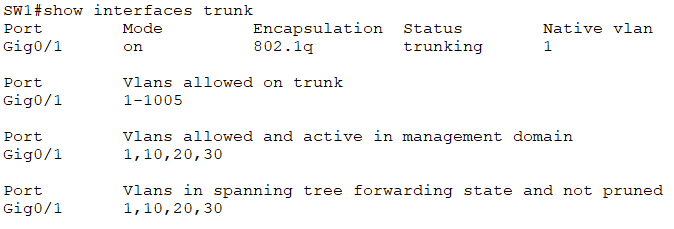 SW1#show interfaces trunk
Port        Mode         Encapsulation  Status        Native vlan
Gig0/1      on           802.1q         trunking      1

Port        Vlans allowed on trunk
Gig0/1      1-1005

Port        Vlans allowed and active in management domain
Gig0/1      1,10,20,30

Port        Vlans in spanning tree forwarding state and not pruned
Gig0/1      1,10,20,30